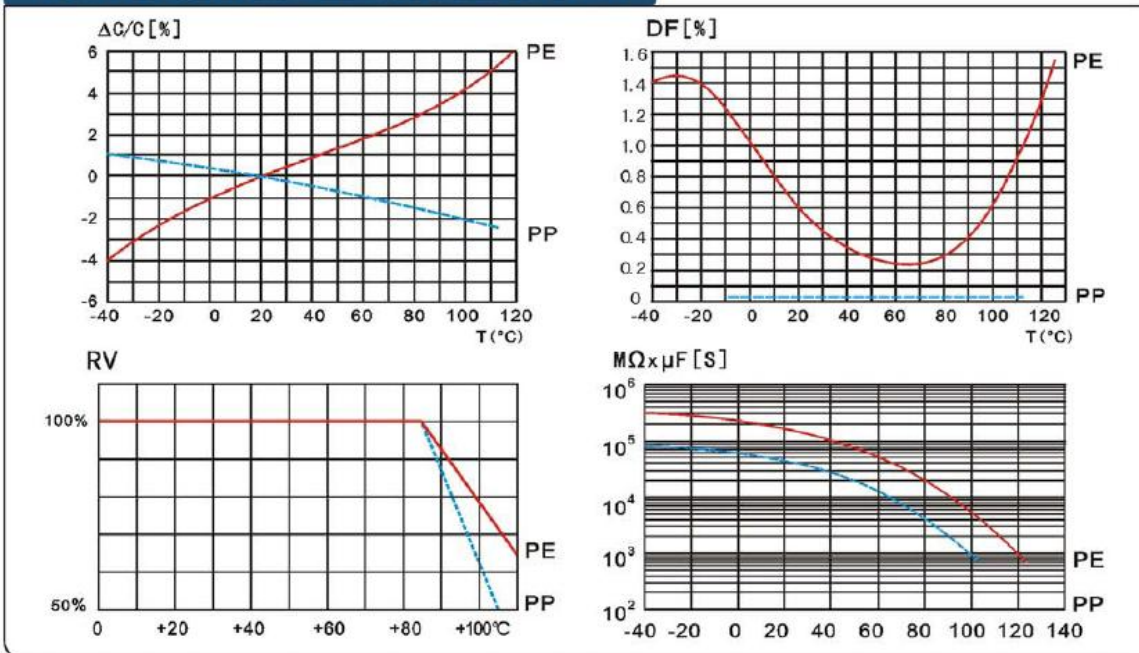 ΔC/C[%]
6
4
2
0
-2
-4
-6
PE
PP
-40 -20 0 20 40 60 80 100 120
T(°C)
DF[%]
1.6
1.4
1.2
1.0
0.8
0.6
0.4
0.2
0
PE
PP
-40 -20 0 20 40 60 80 100 120
T(°C)
RV
100%
50%
PE
PP
0 +20 +40 +60 +80 +100℃
MΩxμF[S]
10⁶
10⁵
10⁴
10³
10²
PE
PP
-40 -20 0 20 40 60 80 100 120 140